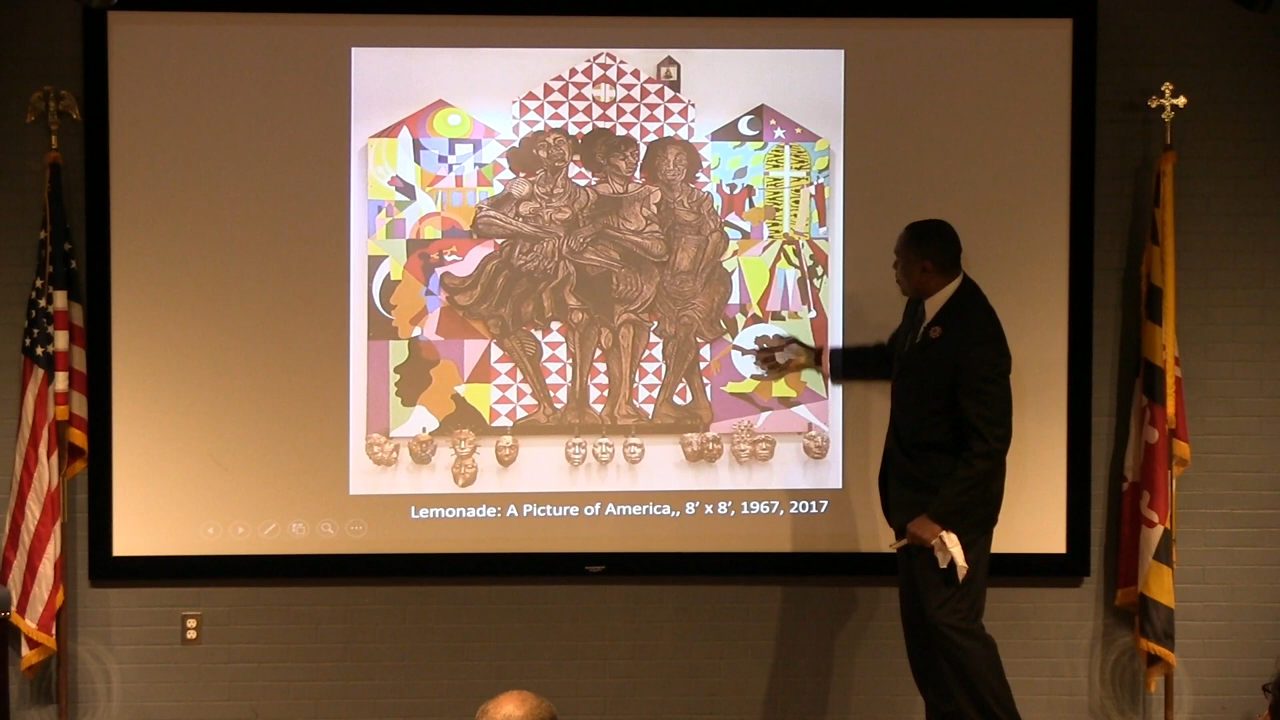 Lemonade: A Picture of America,, 8’ x 8’, 1967, 2017